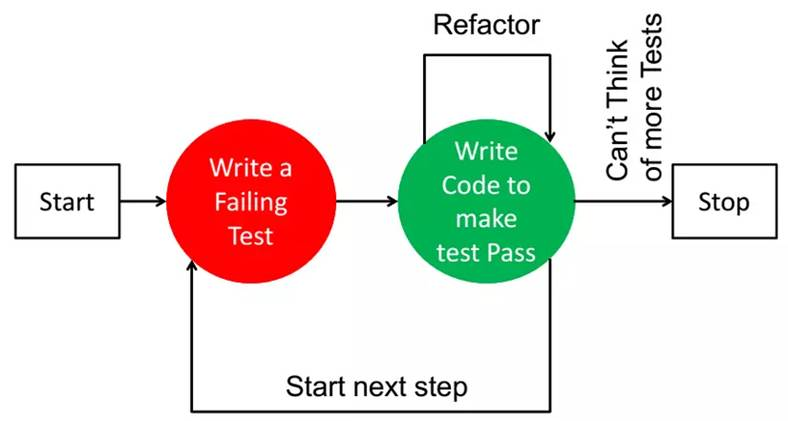 Refactor
Can't Think
of more Tests
Start
Write a
Failing
Test
Write
Code to
make
test Pass
Stop
Start next step